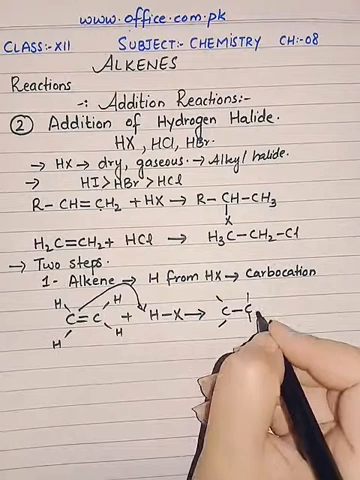 www.office.com.pk
CLASS:-XII SUBJECT:- CHEMISTRY CH:-08
ALKENES
Reactions
-: Addition Reactions:-
② Addition of Hydrogen Halide.
HX, HCl, HBr.
→ HX → dry, gaseous → Alkyl halide.
→ HI > HBr > HCl
R- CH = CH2 + HX → R - CH - CH3
X
H2C = CH2 + HCl → H3C - CH2 - Cl
→ Two steps.
1- Alkene → H from HX → Carbocation
H H
C = C + H - X → C - C
H H